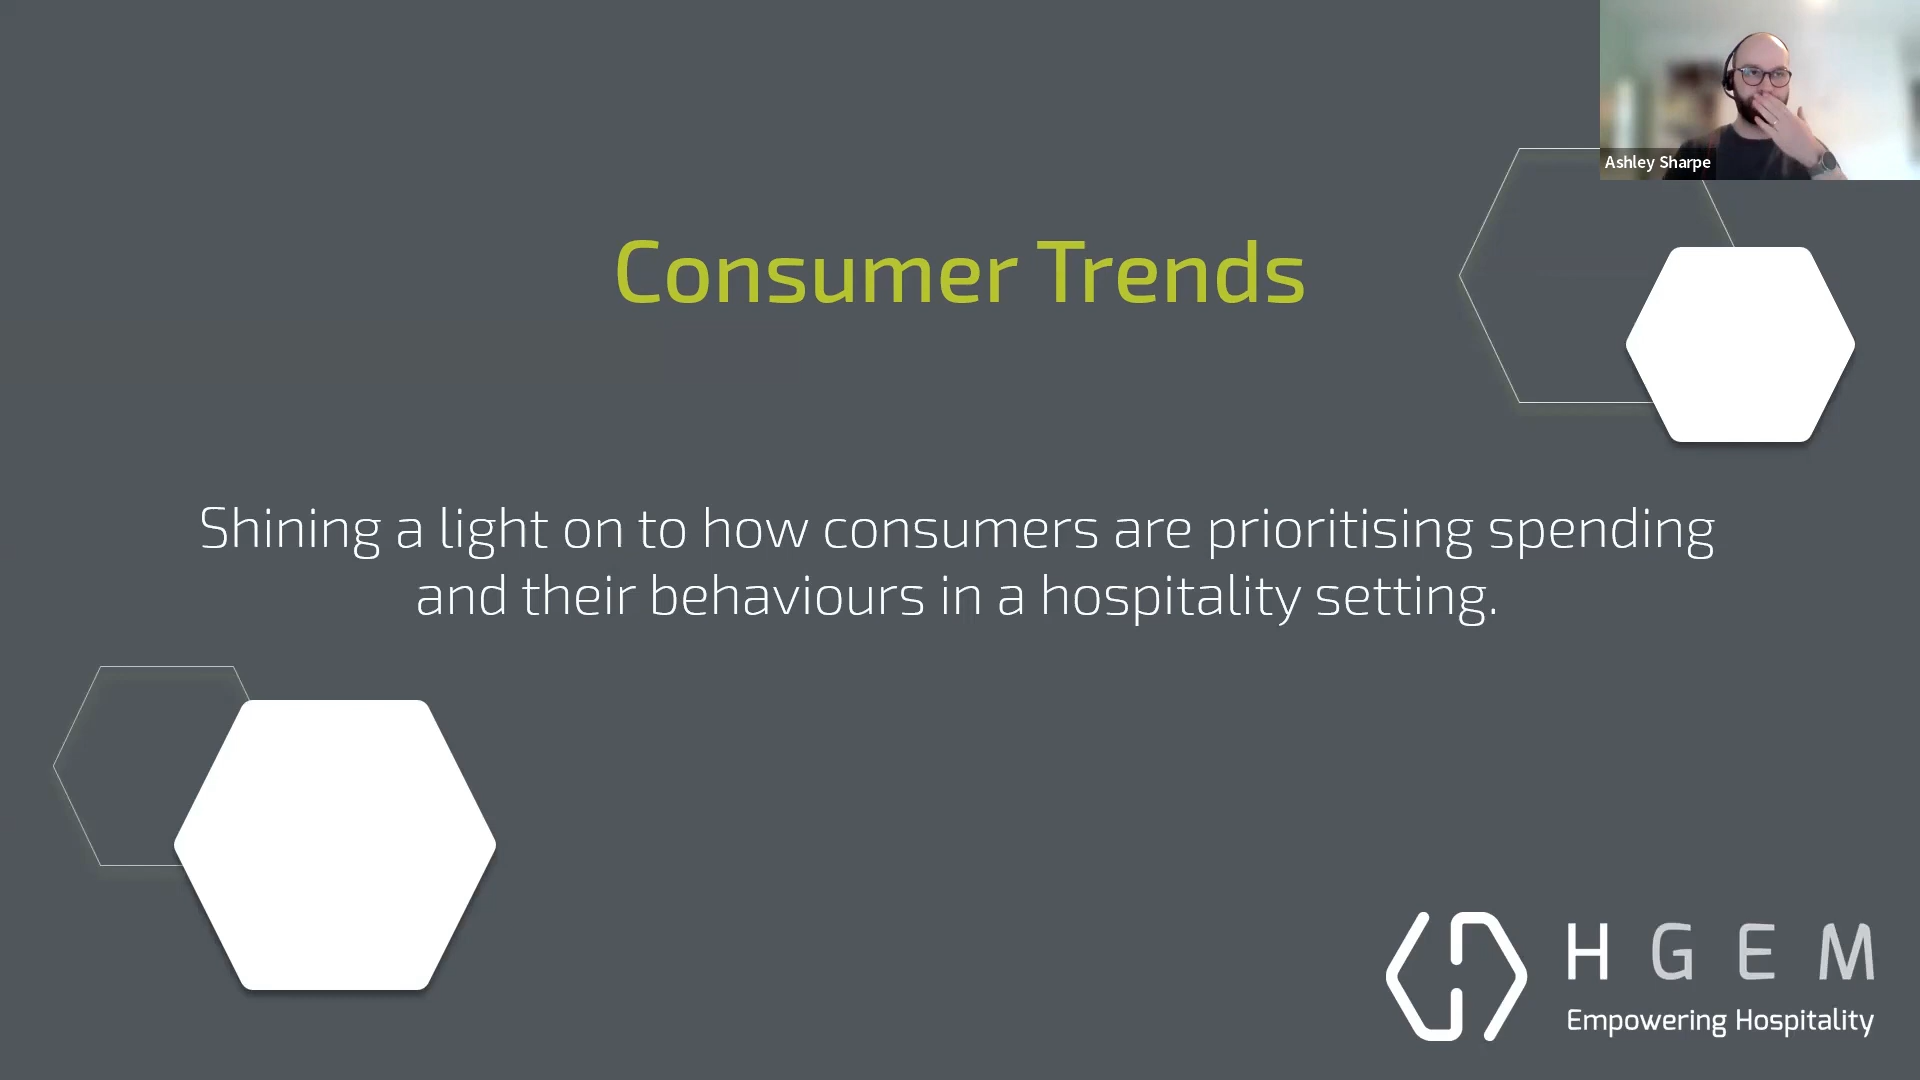 Ashley Sharpe
Consumer Trends
Shining a light on to how consumers are prioritising spending
and their behaviours in a hospitality setting.
HGEM
Empowering Hospitality